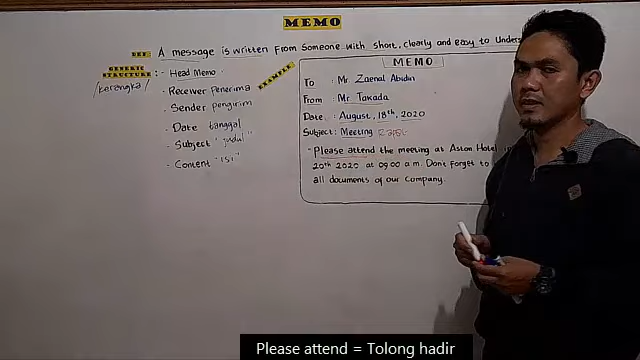 MEMO
DEF A message is written From Someone with short, clearly and easy to Unders
GENERIC STRUCTURE : - Head Memo
/kerangka/
- Receiver Penerima
- Sender pengirim
- Date tanggal
- Subject "judul"
- Content "isi"
EXAMPLE
MEMO
To : Mr. Zaenal Abidin
From : Mr Takada
Date : August, 18th, 2020
Subject: Meeting
"Please attend the meeting at Aston Hotel
20th 2020 at 09.00 a.m. Dont Forget to
all documents of our company.
Please attend = Tolong hadir